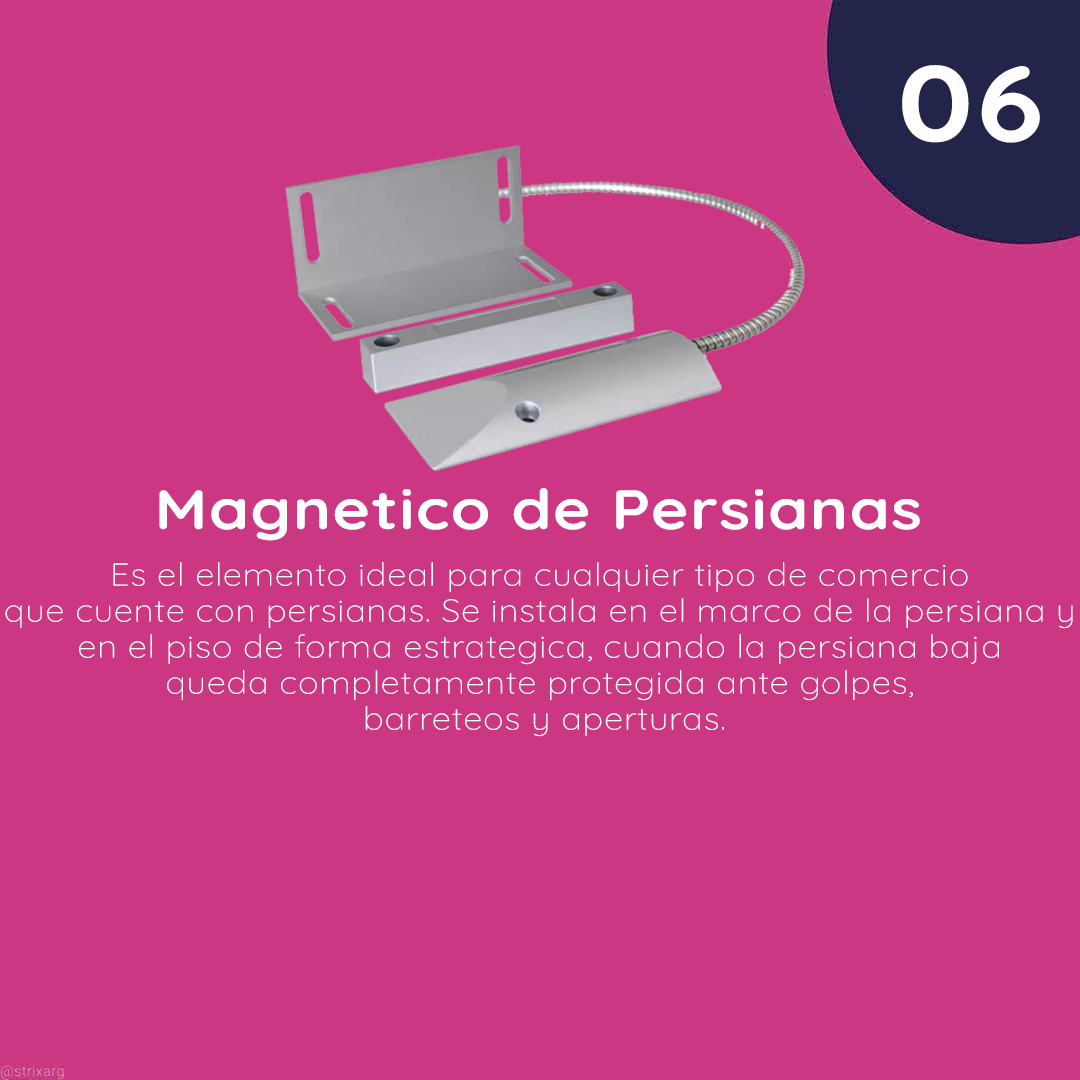 06
Magnetico de Persianas
Es el elemento ideal para cualquier tipo de comercio
que cuente con persianas. Se instala en el marco de la persiana y
en el piso de forma estrategica, cuando la persiana baja
queda completamente protegida ante golpes,
barreteos y aperturas.
@strixarg